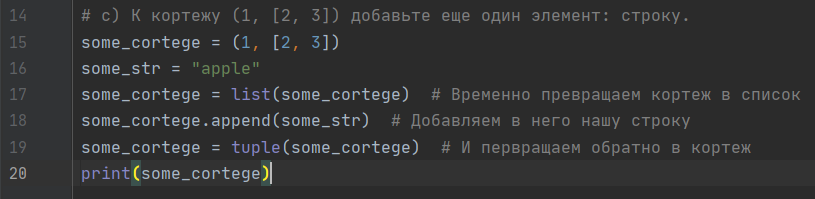 14 # c) К кортежу (1, [2, 3]) добавьте еще один элемент: строку.
15 some_cortege = (1, [2, 3])
16 some_str = "apple"
17 some_cortege = list(some_cortege)  # Временно превращаем кортеж в список
18 some_cortege.append(some_str)  # Добавляем в него нашу строку
19 some_cortege = tuple(some_cortege)  # И первращаем обратно в кортеж
20 print(some_cortege)